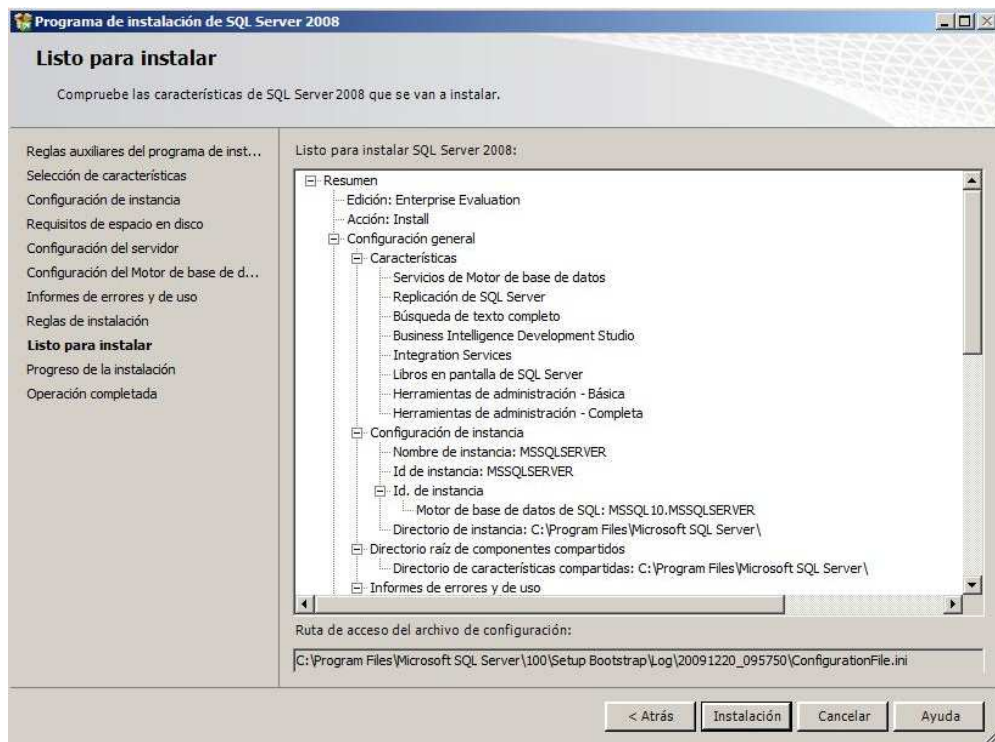 Programa de instalación de SQL Server 2008
Listo para instalar
Compruebe las características de SQL Server 2008 que se van a instalar.
Reglas auxiliares del programa de inst...
Selección de características
Configuración de instancia
Requisitos de espacio en disco
Configuración del servidor
Configuración del Motor de base de d...
Informes de errores y de uso
Reglas de instalación
Listo para instalar
Progreso de la instalación
Operación completada
Listo para instalar SQL Server 2008:
Resumen
Edición: Enterprise Evaluation
Acción: Install
Configuración general
Características
Servicios de Motor de base de datos
Replicación de SQL Server
Búsqueda de texto completo
Business Intelligence Development Studio
Integration Services
Libros en pantalla de SQL Server
Herramientas de administración - Básica
Herramientas de administración - Completa
Configuración de instancia
Nombre de instancia: MSSQLSERVER
Id de instancia: MSSQLSERVER
Id. de instancia
Motor de base de datos de SQL: MSSQL10.MSSQLSERVER
Directorio de instancia: C:\Program Files\Microsoft SQL Server\
Directorio raíz de componentes compartidos
Directorio de características compartidas: C:\Program Files\Microsoft SQL Server\
Informes de errores y de uso
Ruta de acceso del archivo de configuración:
C:\Program Files\Microsoft SQL Server\100\Setup Bootstrap\Log\20091220_095750\ConfigurationFile.ini
< Atrás
Instalación
Cancelar
Ayuda